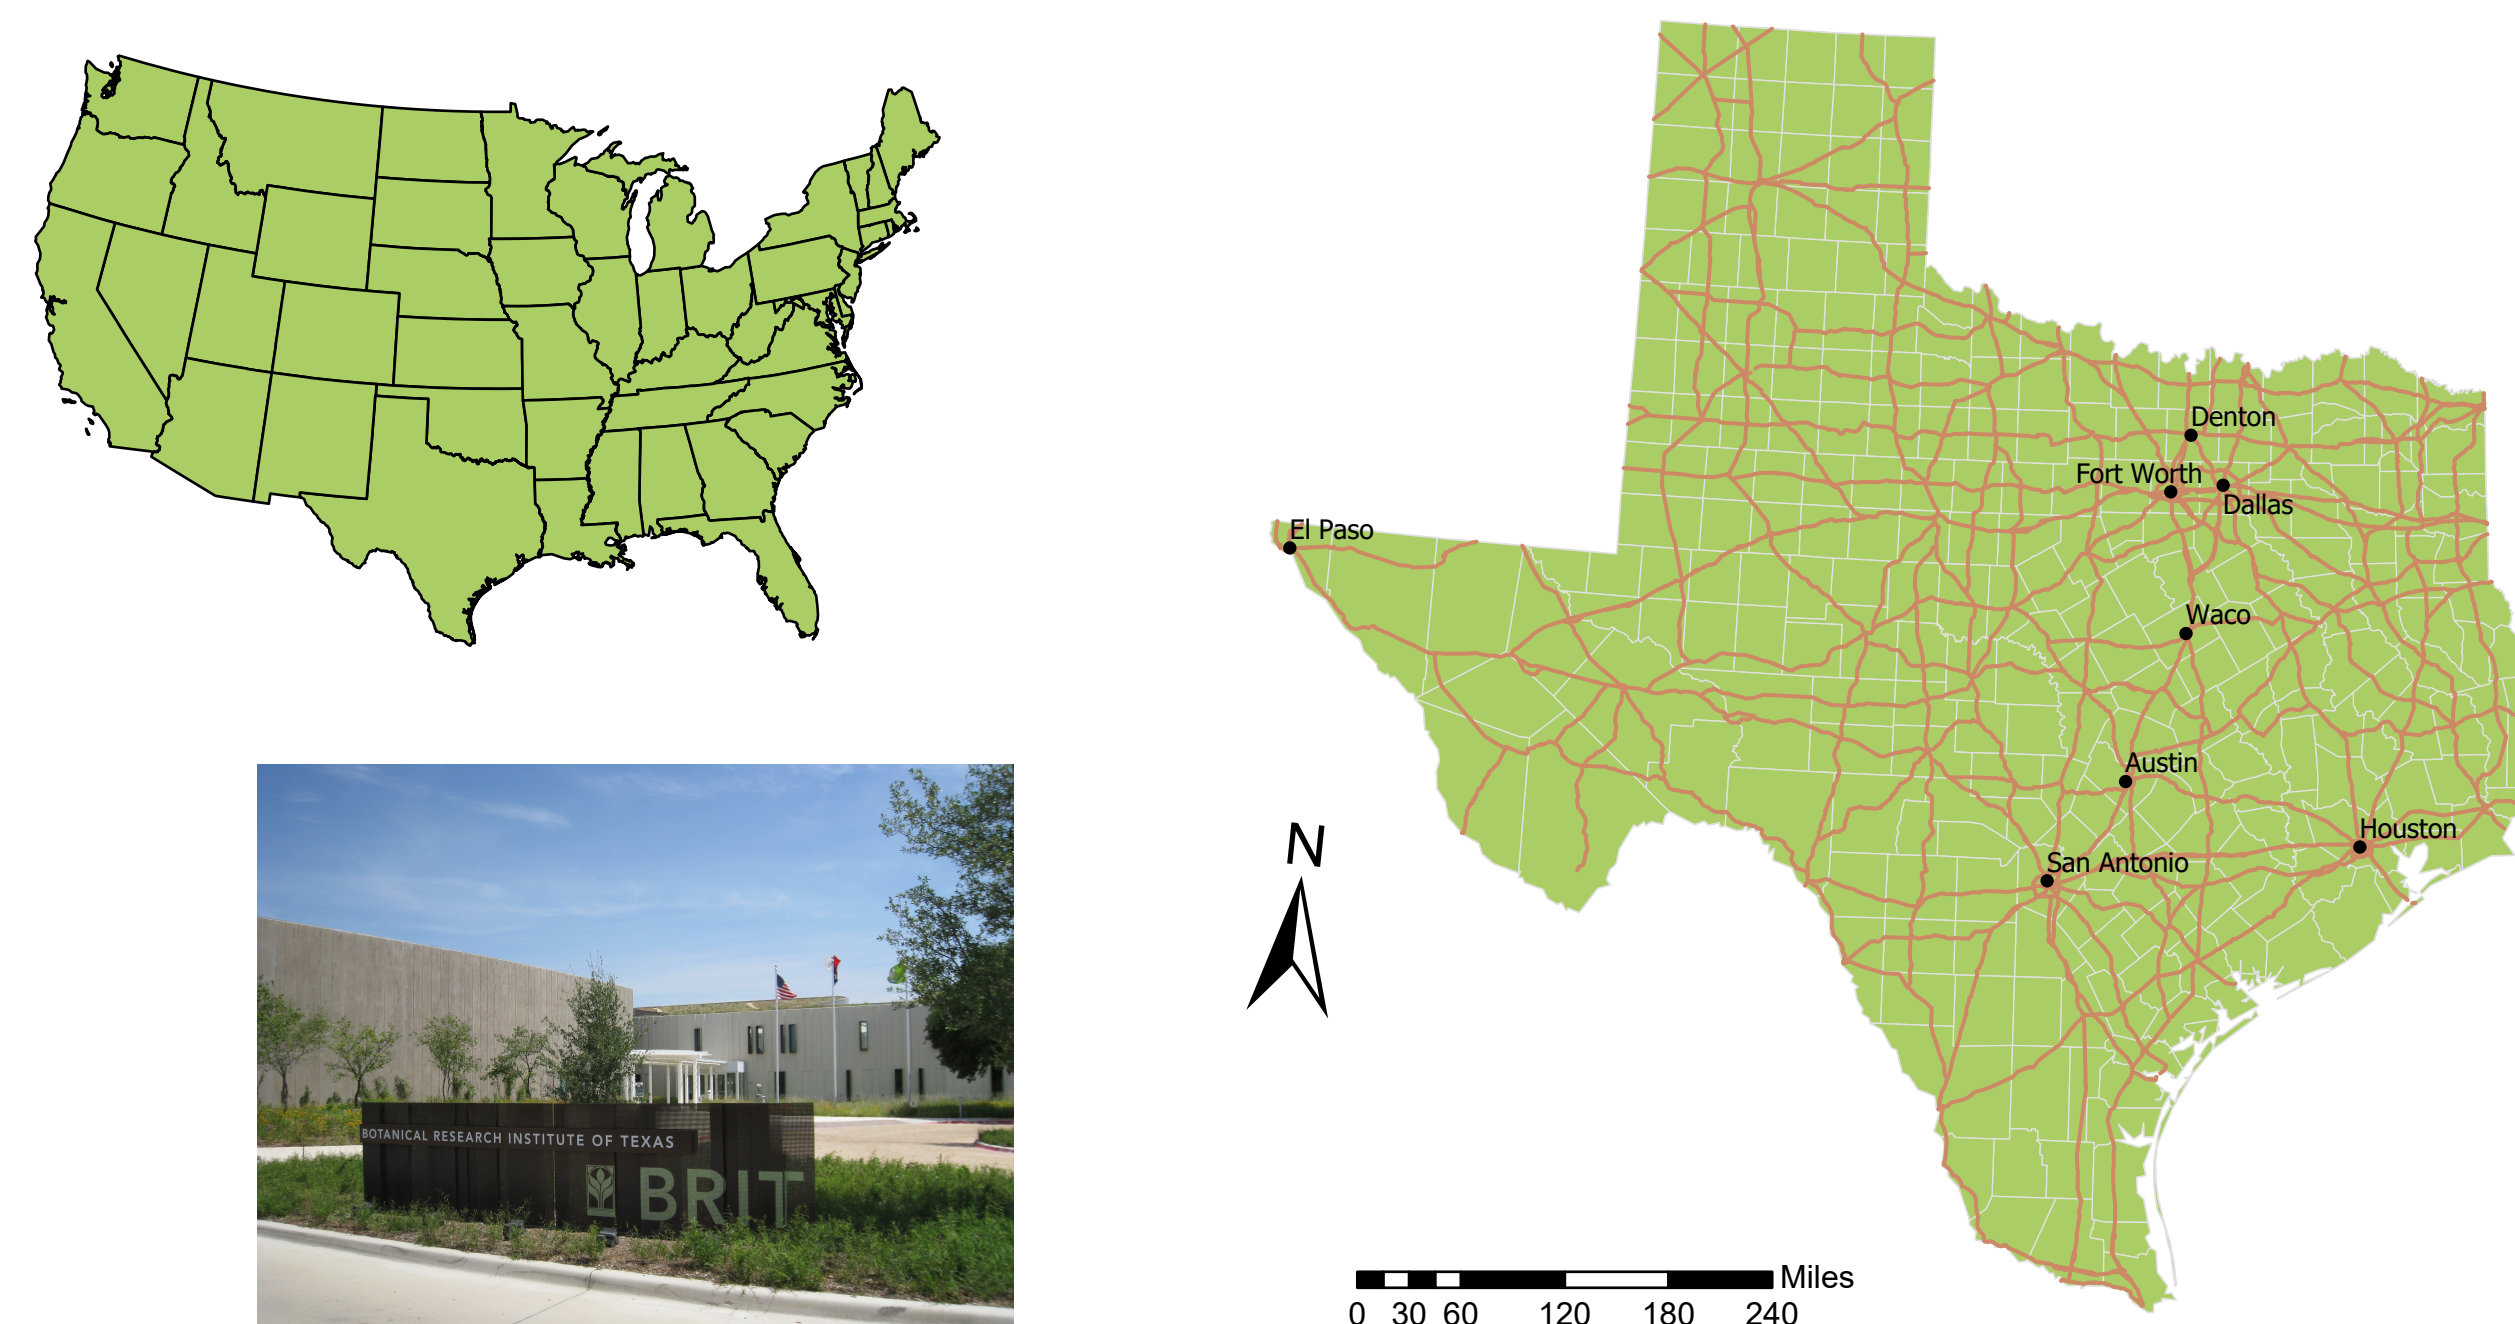 Denton
Fort Worth
Dallas
El Paso
Waco
Austin
Houston
San Antonio
N
BOTANICAL RESEARCH INSTITUTE OF TEXAS
BRIT
Miles
0 30 60 120 180 240